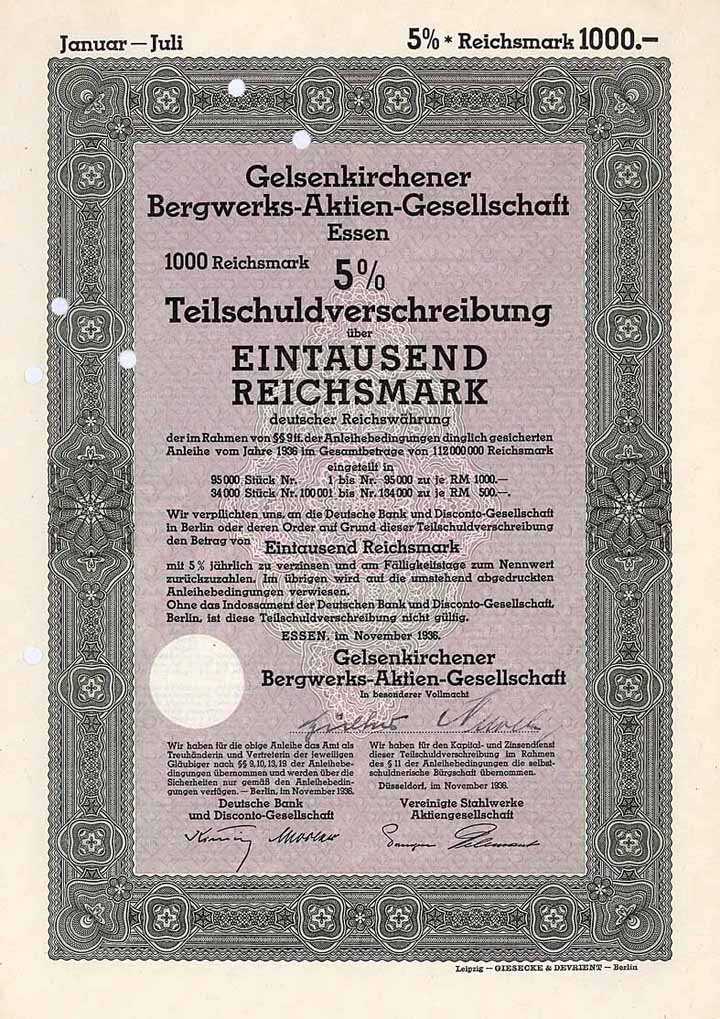 Januar — Juli
5% * Reichsmark 1000.–
Gelsenkirchener
Bergwerks-Aktien-Gesellschaft
Essen
1000 Reichsmark
5%
Teilschuldverschreibung
über
EINTAUSEND
REICHSMARK
deutscher Reichswährung
der im Rahmen von §§ 9 ff. der Anleihebedingungen dinglich gesicherten
Anleihe vom Jahre 1936 im Gesamtbetrage von 112 000 000 Reichsmark
eingeteilt in
95 000 Stück Nr. 1 bis Nr. 95 000 zu je RM 1000.—
34 000 Stück Nr. 100 001 bis Nr. 134 000 zu je RM 500.—.
Wir verpflichten uns, an die Deutsche Bank und Disconto-Gesellschaft
in Berlin oder deren Order auf Grund dieser Teilschuldverschreibung
den Betrag von
Eintausend Reichsmark
mit 5% jährlich zu verzinsen und am Fälligkeitstage zum Nennwert
zurückzuzahlen. Im übrigen wird auf die umstehend abgedruckten
Anleihebedingungen verwiesen.
Ohne das Indossament der Deutschen Bank und Disconto-Gesellschaft,
Berlin, ist diese Teilschuldverschreibung nicht gültig.
ESSEN, im November 1936.
Gelsenkirchener
Bergwerks-Aktien-Gesellschaft
In besonderer Vollmacht
Wir haben für die obige Anleihe das Amt als
Treuhänderin und Vertreterin der jeweiligen
Gläubiger nach §§ 9, 10, 13, 19 der Anleihebe-
dingungen übernommen und werden über die
Sicherheiten nur gemäß den Anleihebedin-
gungen verfügen. — Berlin, im November 1936.
Deutsche Bank
und Disconto-Gesellschaft
Wir haben für den Kapital- und Zinsendienst
dieser Teilschuldverschreibung im Rahmen
des § 11 der Anleihebedingungen die selbst-
schuldnerische Bürgschaft übernommen.
Düsseldorf, im November 1936.
Vereinigte Stahlwerke
Aktiengesellschaft
Leipzig — GIESECKE & DEVRIENT — Berlin